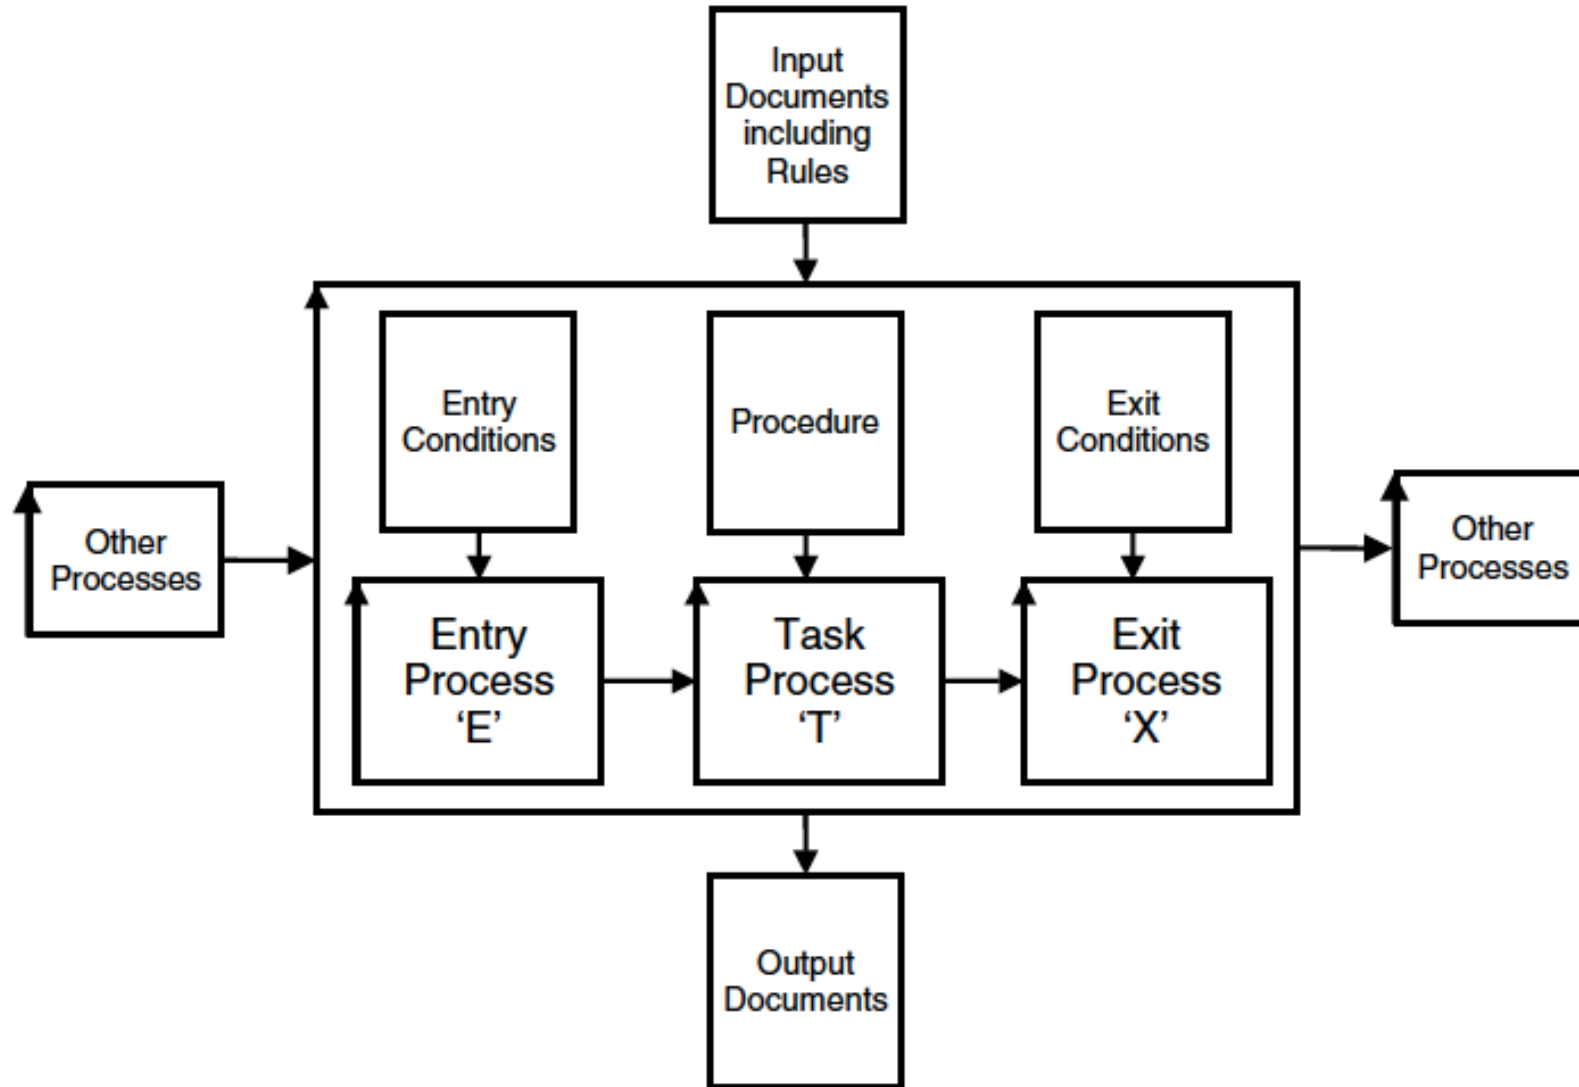 Input
Documents
including
Rules
Entry
Conditions
Procedure
Exit
Conditions
Other
Processes
Entry
Process
‘E’
Task
Process
‘T’
Exit
Process
‘X’
Other
Processes
Output
Documents